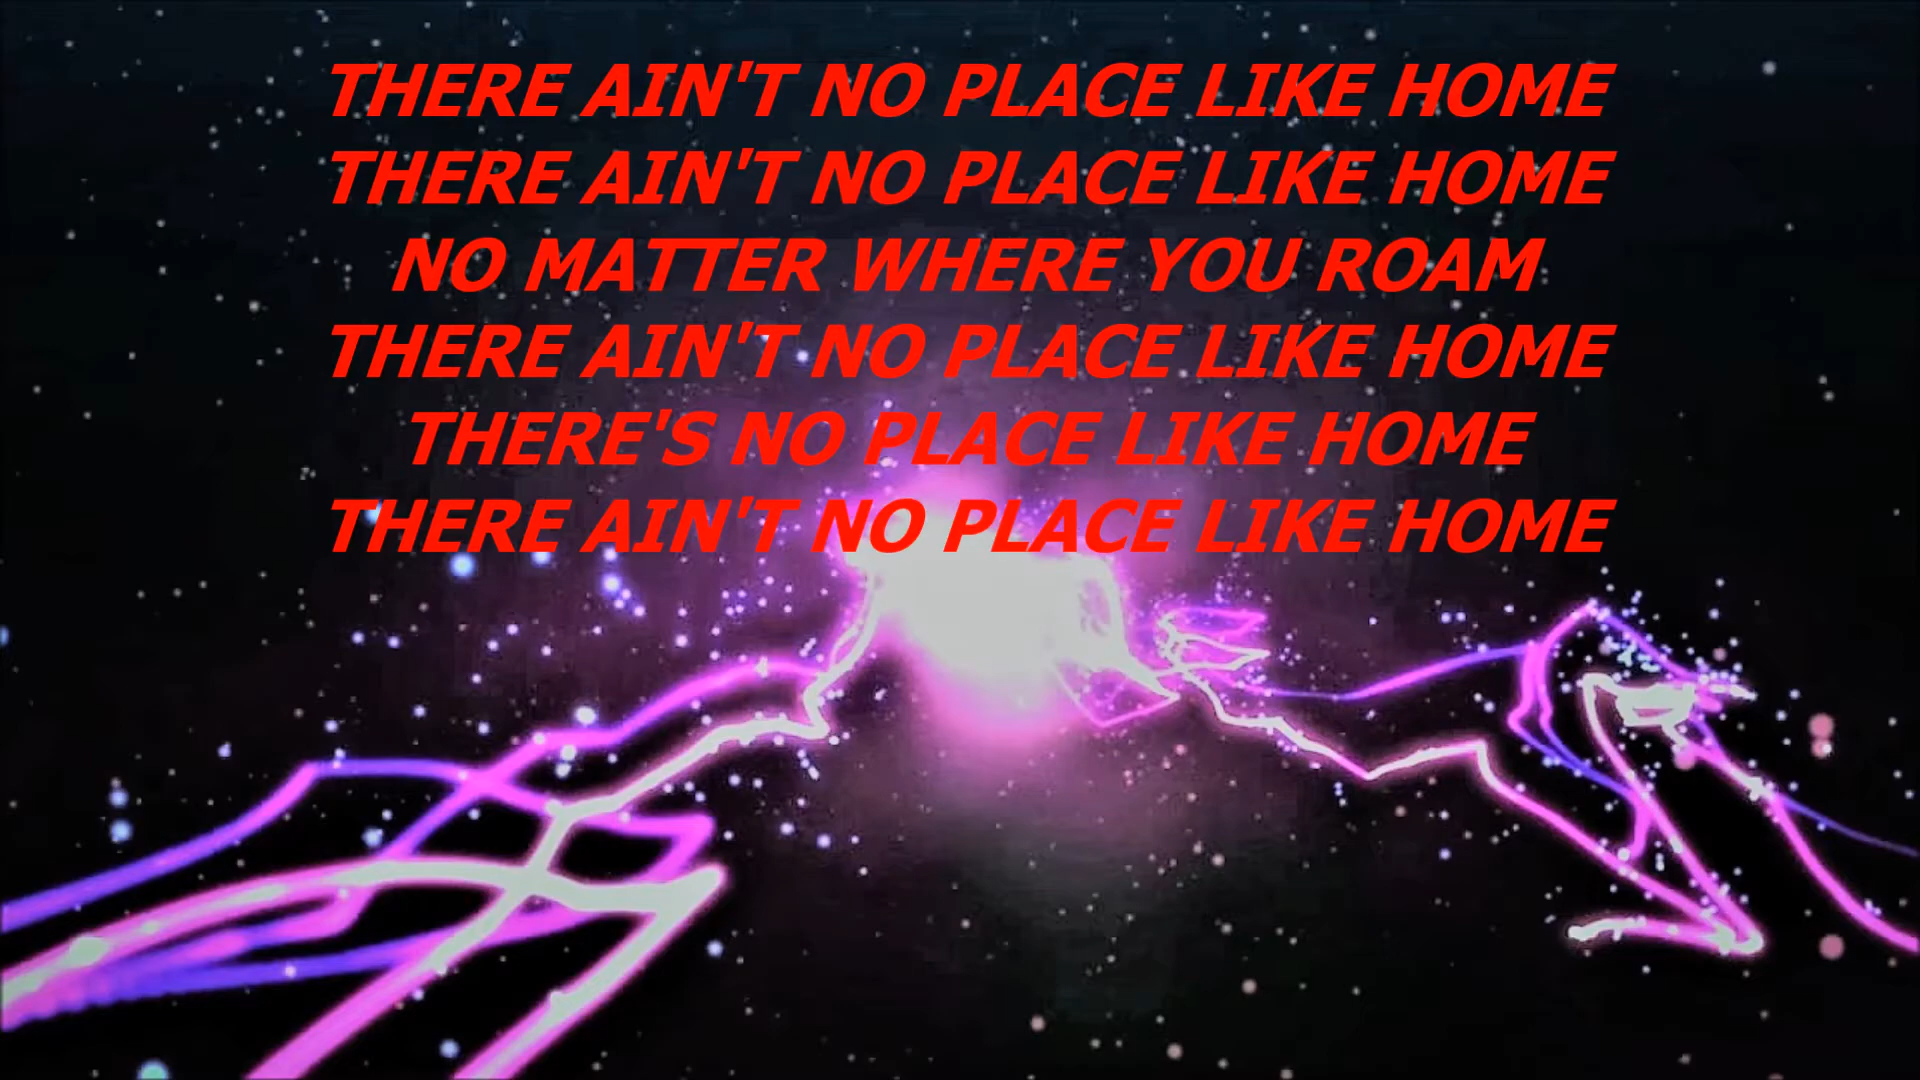 THERE AIN'T NO PLACE LIKE HOME
THERE AIN'T NO PLACE LIKE HOME
NO MATTER WHERE YOU ROAM
THERE AIN'T NO PLACE LIKE HOME
THERE'S NO PLACE LIKE HOME
THERE AIN'T NO PLACE LIKE HOME